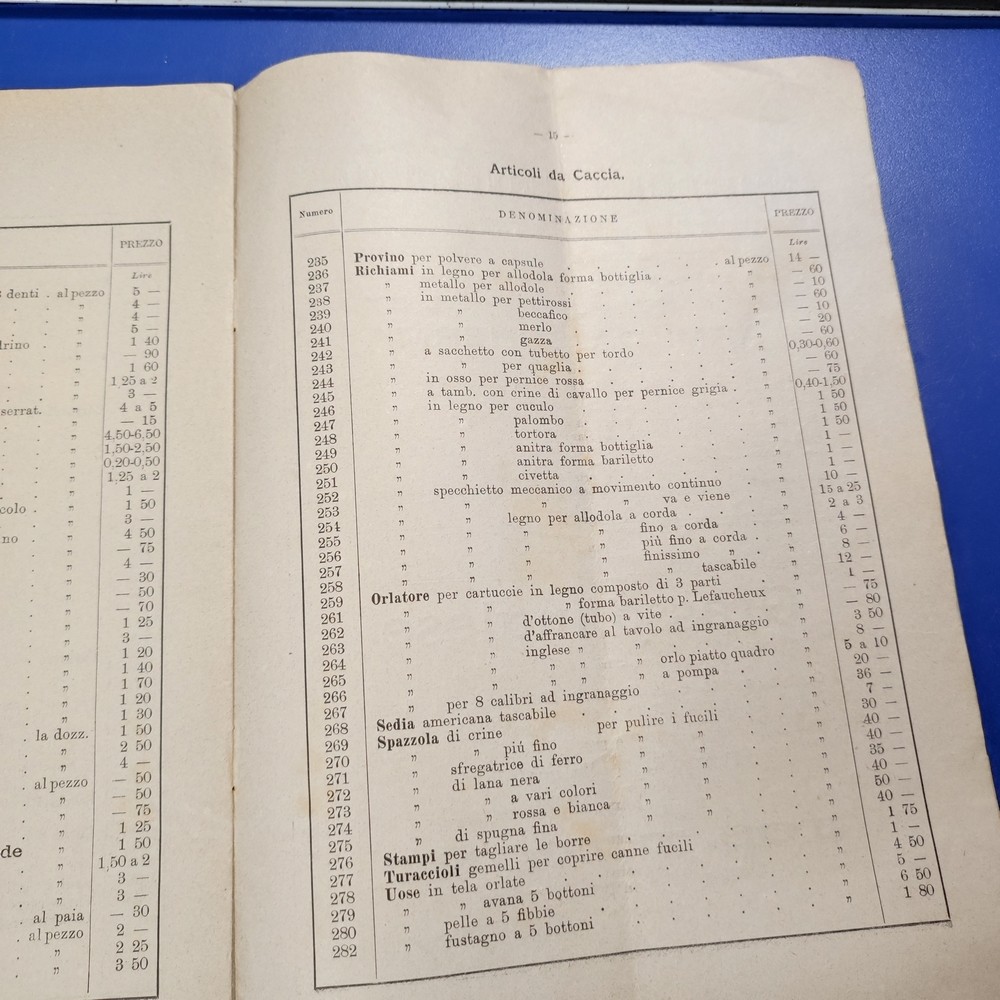 PREZZO
Lire
denti . al pezzo 5 —
" 4 —
" 4 —
" 5 —
drino . " 1 40
" — 90
" 1 60
" 1 25 a 2
" 3 —
serrat. " 4 a 5
" — 15
" 4,50-6,50
" 1,50-2,50
" 0,20-0,50
" 1,25 a 2
" 1 —
colo . " 1 50
" 3 —
no . " 4 50
" — 75
" 4 —
" — 30
" — 50
" — 70
" 1 25
" 3 —
" 1 20
" 1 40
" 1 70
" 1 20
" 1 30
. la dozz. 1 50
" 2 50
" 4 —
. al pezzo — 50
" — 50
" — 75
" 1 25
de " 1 50
" 1,50 a 2
" 3 —
" 3 —
. al paia — 30
. al pezzo 2 —
" 2 25
" 3 50
— 15 —
Articoli da Caccia.
Numero DENOMINAZIONE PREZZO
Lire
235 Provino per polvere a capsule . . . . . . al pezzo 14 —
236 Richiami in legno per allodola forma bottiglia . . . " — 60
237 " metallo per allodole . . . . . " — 10
238 " in metallo per pettirossi . . . . . " — 60
239 " " beccafico . . . . . " — 10
240 " " merlo . . . . . " — 20
241 " " gazza . . . . . " — 60
242 " a sacchetto con tubetto per tordo . . . . " 0,30-0,60
243 " " per quaglia . . . . . " — 60
244 " in osso per pernice rossa . . . . . " — 75
245 " a tamb. con crine di cavallo per pernice grigia . " 0,40-1,50
246 " in legno per cuculo . . . . . " 1 50
247 " " palombo . . . . . " 1 50
248 " " tortora . . . . . " 1 50
249 " " anitra forma bottiglia . . . . " 1 —
250 " " anitra forma bariletto . . . . " 1 —
251 " " civetta . . . . . " 1 —
252 " specchietto meccanico a movimento continuo . . " 10 —
253 " " " " va e viene . " 15 a 25
254 " legno per allodola a corda . . . . " 2 a 3
255 " " " " fino a corda . . " 4 —
256 " " " " più fino a corda . " 6 —
257 " " " " finissimo " . " 8 —
258 " " " " " tascabile " 12 —
259 Orlatore per cartuccie in legno composto di 3 parti . " 1 —
261 " " " forma bariletto p. Lefaucheux " — 75
262 " " d'ottone (tubo) a vite . . . . " — 80
263 " " d'affrancare al tavolo ad ingranaggio " 3 50
264 " " inglese " " . . . . " 8 —
265 " " " " " orlo piatto quadro " 5 a 10
266 " " " " " a pompa . . " 20 —
267 " per 8 calibri ad ingranaggio . . . . " 36 —
268 Sedia americana tascabile . . . . . " 7 —
269 Spazzola di crine per pulire i fucili . . " 30 —
270 " " più fino " " . . " 40 —
271 " sfregatrice di ferro " " . . " 40 —
272 " di lana nera " " . . " 35 —
273 " " a vari colori " " . . " 40 —
274 " " rossa e bianca " " . . " 50 —
275 " di spugna fina " " . . " 40 —
276 Stampi per tagliare le borre . . . . " 1 75
277 Turaccioli gemelli per coprire canne fucili . . " 1 —
278 Uose in tela orlate . . . . . " 4 50
279 " " avana 5 bottoni . . . . " 5 —
280 " pelle a 5 fibbie . . . . . " 6 50
282 " fustagno a 5 bottoni . . . . " 1 80